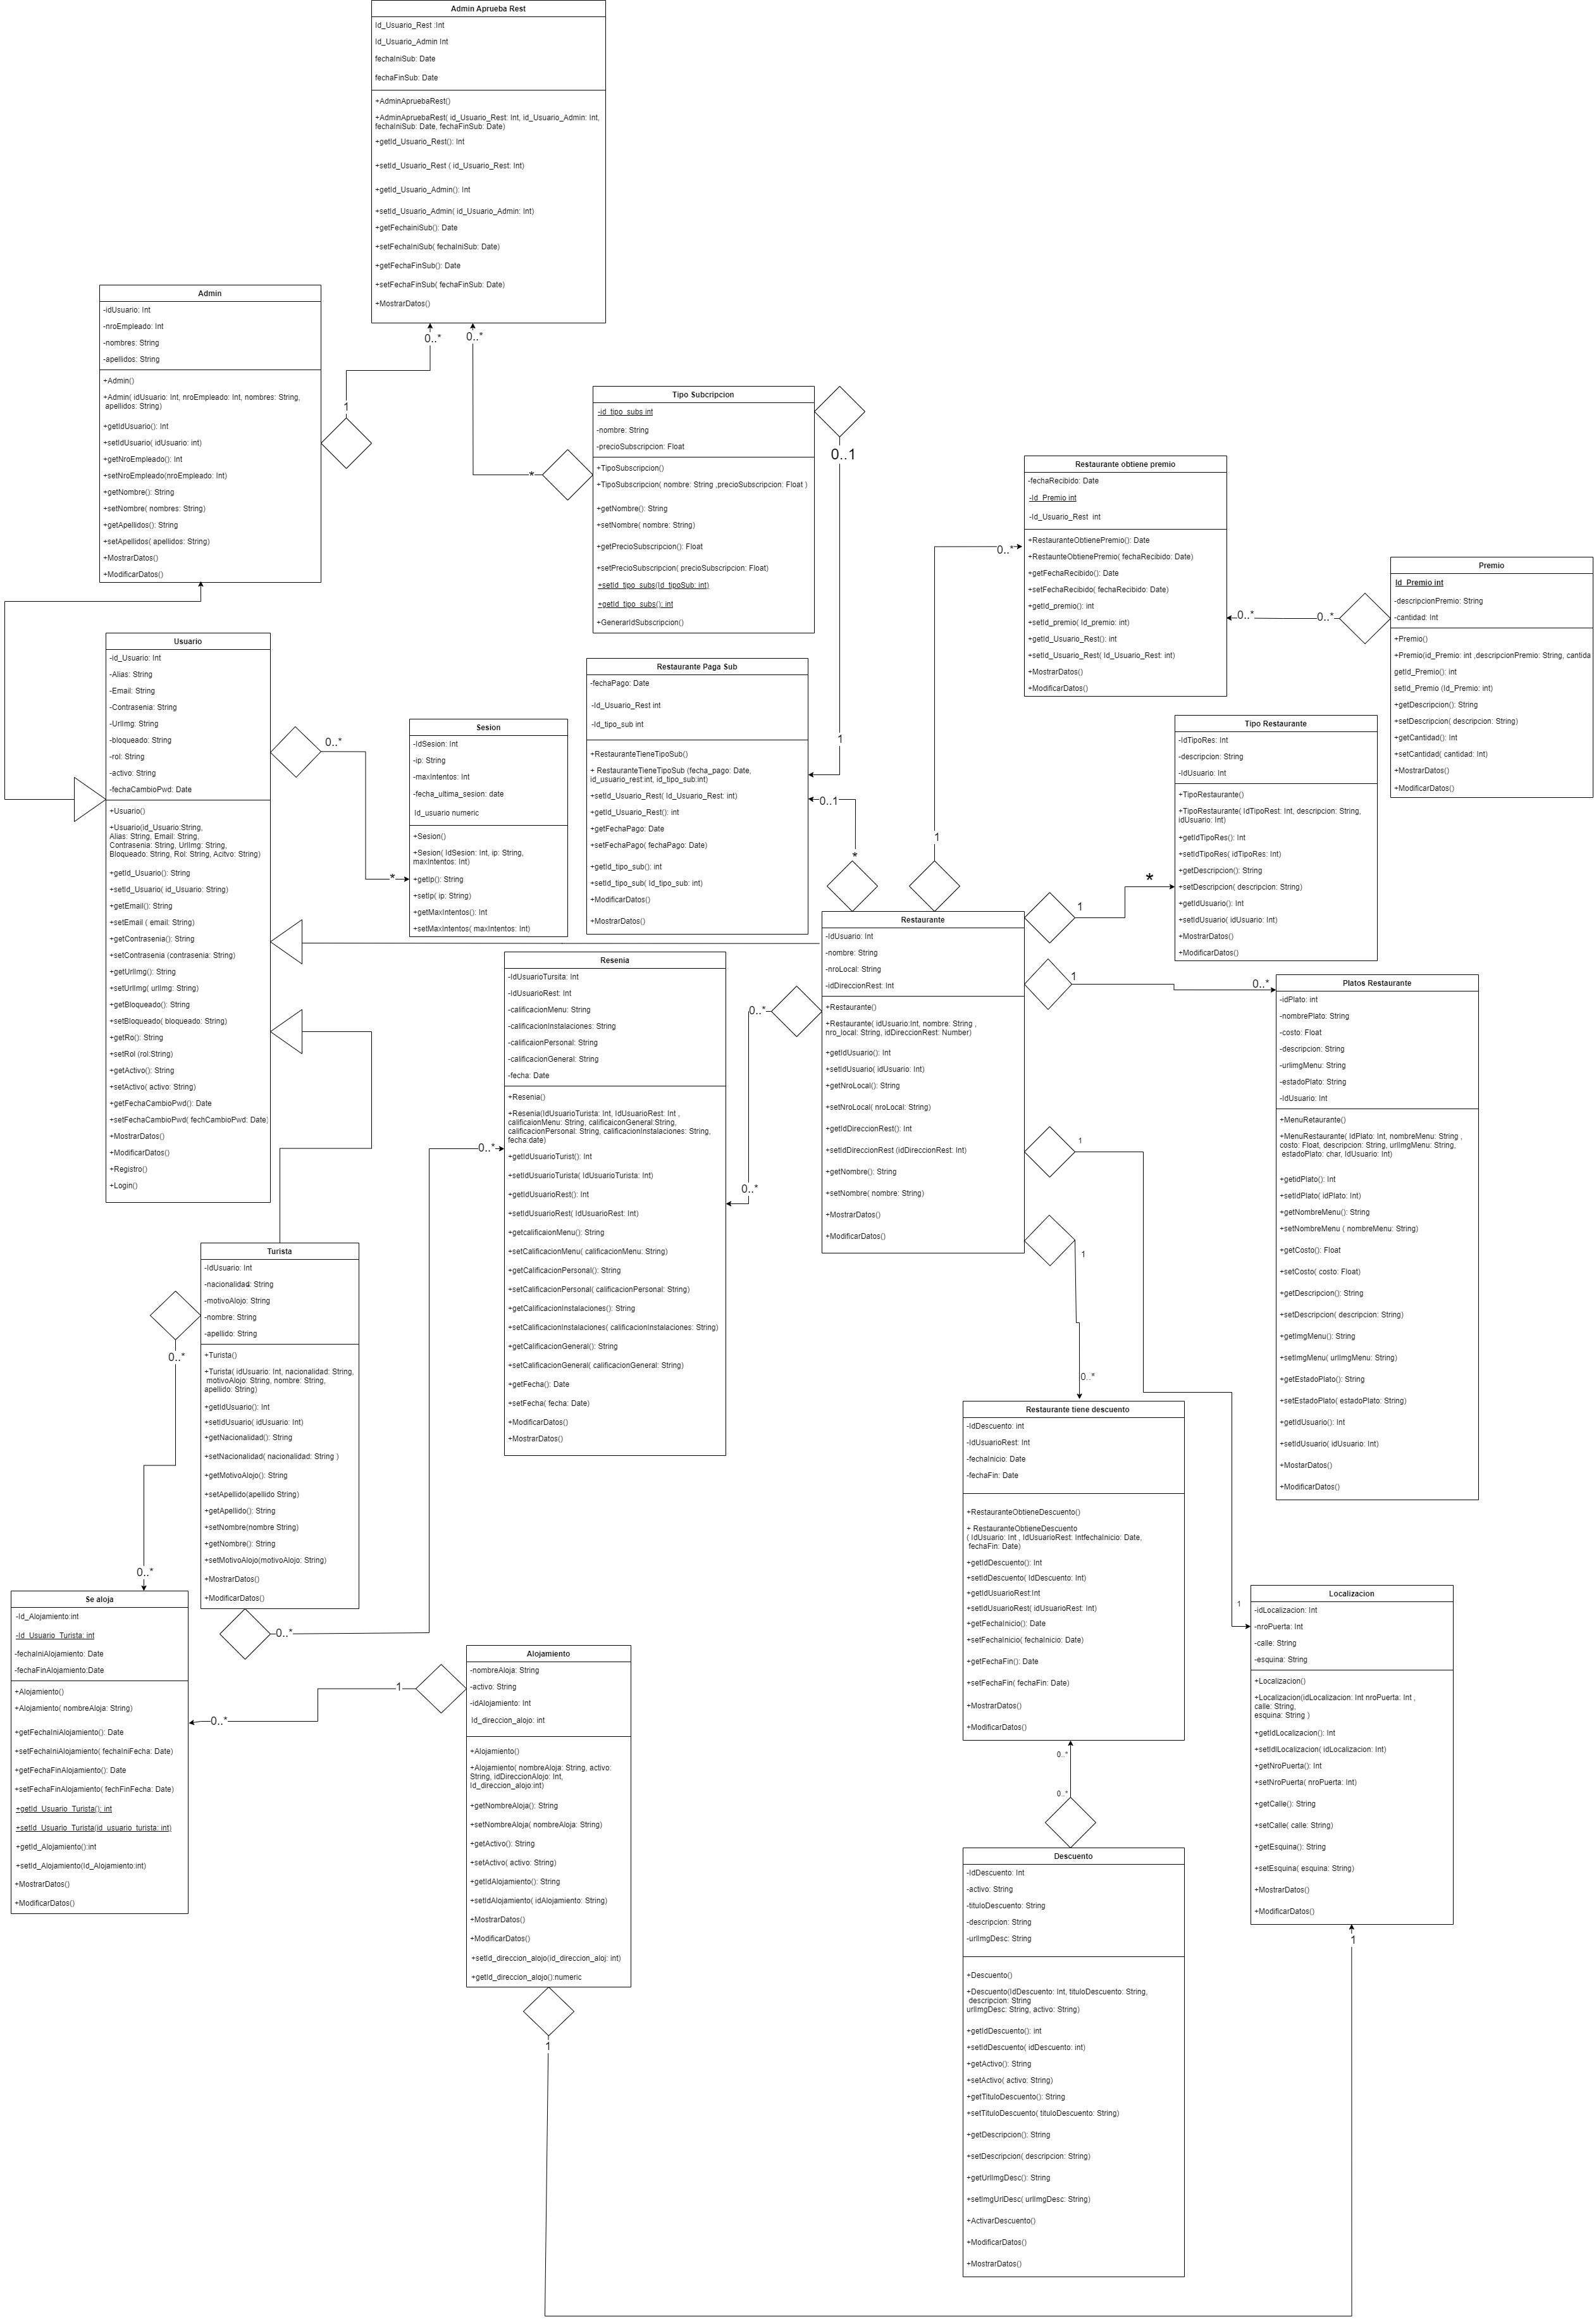 Admin Aprueba Rest
Id_Usuario_Rest :Int
Id_Usuario_Admin Int
fechaIniSub: Date
fechaFinSub: Date
+AdminApruebaRest()
+AdminApruebaRest( id_Usuario_Rest: Int, id_Usuario_Admin: Int,
fechaIniSub: Date, fechaFinSub: Date)
+getId_Usuario_Rest(): Int
+setId_Usuario_Rest ( id_Usuario_Rest: Int)
+getId_Usuario_Admin(): Int
+setId_Usuario_Admin( id_Usuario_Admin: Int)
+getFechainiSub(): Date
+setFechaIniSub( fechaIniSub: Date)
+getFechaFinSub(): Date
+setFechaFinSub( fechaFinSub: Date)
+MostrarDatos()
0..*
0..*
Admin
-idUsuario: Int
-nroEmpleado: Int
-nombres: String
-apellidos: String
+Admin()
+Admin( idUsuario: Int, nroEmpleado: Int, nombres: String,
apellidos: String)
+getIdUsuario(): Int
+setIdUsuario( idUsuario: int)
+getNroEmpleado(): Int
+setNroEmpleado(nroEmpleado: Int)
+getNombre(): String
+setNombre( nombres: String)
+getApellidos(): String
+setApellidos( apellidos: String)
+MostrarDatos()
+ModificarDatos()
1
*
Tipo Subcripcion
-id_tipo_subs int
-nombre: String
-precioSubscripcion: Float
+TipoSubscripcion()
+TipoSubscripcion( nombre: String ,precioSubscripcion: Float )
+getNombre(): String
+setNombre( nombre: String)
+getPrecioSubscripcion(): Float
+setPrecioSubscripcion( precioSubscripcion: Float)
+setId_tipo_subs(Id_tipoSub: int)
+getId_tipo_subs(): int
+GenerarIdSubscripcion()
0..1
1
Restaurante obtiene premio
-fechaRecibido: Date
-Id_Premio int
-Id_Usuario_Rest int
+RestauranteObtienePremio(): Date
+RestaunteObtienePremio( fechaRecibido: Date)
+getFechaRecibido(): Date
+setFechaRecibido( fechaRecibido: Date)
+getId_premio(): int
+setId_premio( Id_premio: int)
+getId_Usuario_Rest(): int
+setId_Usuario_Rest( Id_Usuario_Rest: int)
+MostrarDatos()
+ModificarDatos()
0..*
0..*
0..*
Premio
Id_Premio int
-descripcionPremio: String
-cantidad: Int
+Premio()
+Premio(id_Premio: int ,descripcionPremio: String, cantida
getId_Premio(): int
setId_Premio (Id_Premio: int)
+getDescripcion(): String
+setDescripcion( descripcion: String)
+getCantidad(): Int
+setCantidad( cantidad: Int)
+MostrarDatos()
+ModificarDatos()
Usuario
-id_Usuario: Int
-Alias: String
-Email: String
-Contrasenia: String
-UrlImg: String
-bloqueado: String
-rol: String
-activo: String
-fechaCambioPwd: Date
+Usuario()
+Usuario(id_Usuario:String,
Alias: String, Email: String,
Contrasenia: String, UrlImg: String,
Bloqueado: String, Rol: String, Acitvo: String)
+getId_Usuario(): String
+setId_Usuario( id_Usuario: String)
+getEmail(): String
+setEmail ( email: String)
+getContrasenia(): String
+setContrasenia (contrasenia: String)
+getUrlImg(): String
+setUrlImg( urlImg: String)
+getBloqueado(): String
+setBloqueado( bloqueado: String)
+getRo(): String
+setRol (rol:String)
+getActivo(): String
+setActivo( activo: String)
+getFechaCambioPwd(): Date
+setFechaCambioPwd( fechCambioPwd: Date)
+MostrarDatos()
+ModificarDatos()
+Registro()
+Login()
0..*
*
Sesion
-IdSesion: Int
-ip: String
-maxIntentos: Int
-fecha_ultima_sesion: date
Id_usuario numeric
+Sesion()
+Sesion( IdSesion: Int, ip: String,
maxIntentos: Int)
+getIp(): String
+setIp( ip: String)
+getMaxIntentos(): Int
+setMaxIntentos( maxIntentos: Int)
Restaurante Paga Sub
-fechaPago: Date
-Id_Usuario_Rest int
-Id_tipo_sub int
+RestauranteTieneTipoSub()
+ RestauranteTieneTipoSub (fecha_pago: Date,
id_usuario_rest:int, id_tipo_sub:int)
+setId_Usuario_Rest( Id_Usuario_Rest: int)
+getId_Usuario_Rest(): int
+getFechaPago: Date
+setFechaPago( fechaPago: Date)
+getId_tipo_sub(): int
+setId_tipo_sub( Id_tipo_sub: int)
+ModificarDatos()
+MostrarDatos()
0..1
*
1
Tipo Restaurante
-IdTipoRes: Int
-descripcion: String
-IdUsuario: Int
+TipoRestaurante()
+TipoRestaurante( IdTipoRest: Int, descripcion: String,
idUsuario: Int)
+getIdTipoRes(): Int
+setIdTipoRes( idTipoRes: Int)
+getDescripcion(): String
+setDescripcion( descripcion: String)
+getIdUsuario(): Int
+setIdUsuario( idUsuario: Int)
+MostrarDatos()
+ModificarDatos()
1
*
Restaurante
-IdUsuario: Int
-nombre: String
-nroLocal: String
-idDireccionRest: Int
+Restaurante()
+Restaurante( idUsuario:Int, nombre: String ,
nro_local: String, idDireccionRest: Number)
+getIdUsuario(): Int
+setIdUsuario( idUsuario: Int)
+getNroLocal(): String
+setNroLocal( nroLocal: String)
+getIdDireccionRest(): Int
+setIdDireccionRest (idDireccionRest: Int)
+getNombre(): String
+setNombre( nombre: String)
+MostrarDatos()
+ModificarDatos()
1
0..*
Resenia
-IdUsuarioTursita: Int
-IdUsuarioRest: Int
-calificacionMenu: String
-calificacionInstalaciones: String
-calificaionPersonal: String
-calificacionGeneral: String
-fecha: Date
+Resenia()
+Resenia(IdUsuarioTurista: Int, IdUsuarioRest: Int ,
calificaionMenu: String, calificaiconGeneral:String,
calificacionPersonal: String, calificacionInstalaciones: String,
fecha:date)
+getIdUsuarioTurist(): Int
+setIdUsuarioTurista( IdUsuarioTurista: Int)
+getIdUsuarioRest(): Int
+setIdUsuarioRest( IdUsuarioRest: Int)
+getcalificaionMenu(): String
+setCalificacionMenu( calificacionMenu: String)
+getCalificacionPersonal(): String
+setCalificacionPersonal( calificacionPersonal: String)
+getCalificacionInstalaciones(): String
+setCalificacionInstalaciones( calificacionInstalaciones: String)
+getCalificacionGeneral(): String
+setCalificacionGeneral( calificacionGeneral: String)
+getFecha(): Date
+setFecha( fecha: Date)
+ModificarDatos()
+MostrarDatos()
0..*
0..*
0..*
Platos Restaurante
-idPlato: int
-nombrePlato: String
-costo: Float
-descripcion: String
-urlimgMenu: String
-estadoPlato: String
-IdUsuario: Int
+MenuRetaurante()
+MenuRestaurante( IdPlato: Int, nombreMenu: String ,
costo: Float, descripcion: String, urlImgMenu: String,
estadoPlato: char, IdUsuario: Int)
+getidPlato(): Int
+setIdPlato( idPlato: Int)
+getNombreMenu(): String
+setNombreMenu ( nombreMenu: String)
+getCosto(): Float
+setCosto( costo: Float)
+getDescripcion(): String
+setDescripcion( descripcion: String)
+getImgMenu(): String
+setImgMenu( urlImgMenu: String)
+getEstadoPlato(): String
+setEstadoPlato( estadoPlato: String)
+getIdUsuario(): Int
+setIdUsuario( idUsuario: Int)
+MostarDatos()
+ModificarDatos()
1
1
0..*
Turista
-IdUsuario: Int
-nacionalidad: String
-motivoAlojo: String
-nombre: String
-apellido: String
+Turista()
+Turista( idUsuario: Int, nacionalidad: String,
motivoAlojo: String, nombre: String,
apellido: String)
+getIdUsuario(): Int
+setIdUsuario( idUsuario: Int)
+getNacionalidad(): String
+setNacionalidad( nacionalidad: String )
+getMotivoAlojo(): String
+setApellido(apellido String)
+getApellido(): String
+setNombre(nombre String)
+getNombre(): String
+setMotivoAlojo(motivoAlojo: String)
+MostrarDatos()
+ModificarDatos()
0..*
0..*
0..*
Restaurante tiene descuento
-IdDescuento: int
-IdUsuarioRest: Int
-fechaInicio: Date
-fechaFin: Date
+RestauranteObtieneDescuento()
+ RestauranteObtieneDescuento
( IdUsuario: Int , IdUsuarioRest: IntfechaInicio: Date,
fechaFin: Date)
+getIdDescuento(): Int
+setIdDescuento( IdDescuento: Int)
+getIdUsuarioRest:Int
+setIdUsuarioRest( idUsuarioRest: Int)
+getFechaInicio(): Date
+setFechaInicio( fechaInicio: Date)
+getFechaFin(): Date
+setFechaFin( fechaFin: Date)
+MostrarDatos()
+ModificarDatos()
0..*
0..*
Se aloja
-Id_Alojamiento:int
-Id_Usuario_Turista: int
-fechaIniAlojamiento: Date
-fechaFinAlojamiento:Date
+Alojamiento()
+Alojamiento( nombreAloja: String)
+getFechaIniAlojamiento(): Date
+setFechaIniAlojamiento( fechaIniFecha: Date)
+getFechaFinAlojamiento(): Date
+setFechaFinAlojamiento( fechFinFecha: Date)
+getId_Usuario_Turista(): int
+setId_Usuario_Turista(id_usuario_turista: int)
+getId_Alojamiento():int
+setId_Alojamiento(Id_Alojamiento:int)
+MostrarDatos()
+ModificarDatos()
0..*
1
Alojamiento
-nombreAloja: String
-activo: String
-idAlojamiento: Int
Id_direccion_alojo: int
+Alojamiento()
+Alojamiento( nombreAloja: String, activo:
String, idDireccionAlojo: Int,
Id_direccion_alojo:int)
+getNombreAloja(): String
+setNombreAloja( nombreAloja: String)
+getActivo(): String
+setActivo( activo: String)
+getIdAlojamiento(): String
+setIdAlojamiento( idAlojamiento: String)
+MostrarDatos()
+ModificarDatos()
+setId_direccion_alojo(id_direccion_aloj: int)
+getId_direccion_alojo():numeric
1
1
Localizacion
-idLocalizacion: Int
-nroPuerta: Int
-calle: String
-esquina: String
+Localizacion()
+Localizacion(idLocalizacion: Int nroPuerta: Int ,
calle: String,
esquina: String )
+getIdLocalizacion(): Int
+setIdLocalizacion( idLocalizacion: Int)
+getNroPuerta(): Int
+setNroPuerta( nroPuerta: Int)
+getCalle(): String
+setCalle( calle: String)
+getEsquina(): String
+setEsquina( esquina: String)
+MostrarDatos()
+ModificarDatos()
1
Descuento
-IdDescuento: Int
-activo: String
-tituloDescuento: String
-descripcion: String
-urlImgDesc: String
+Descuento()
+Descuento(IdDescuento: Int, tituloDescuento: String,
descripcion: String
urlImgDesc: String, activo: String)
+getIdDescuento(): int
+setIdDescuento( idDescuento: int)
+getActivo(): String
+setActivo( activo: String)
+getTituloDescuento(): String
+setTituloDescuento( tituloDescuento: String)
+getDescripcion(): String
+setDescripcion( descripcion: String)
+getUrlImgDesc(): String
+setImgUrlDesc( urlImgDesc: String)
+ActivarDescuento()
+ModificarDatos()
+MostrarDatos()